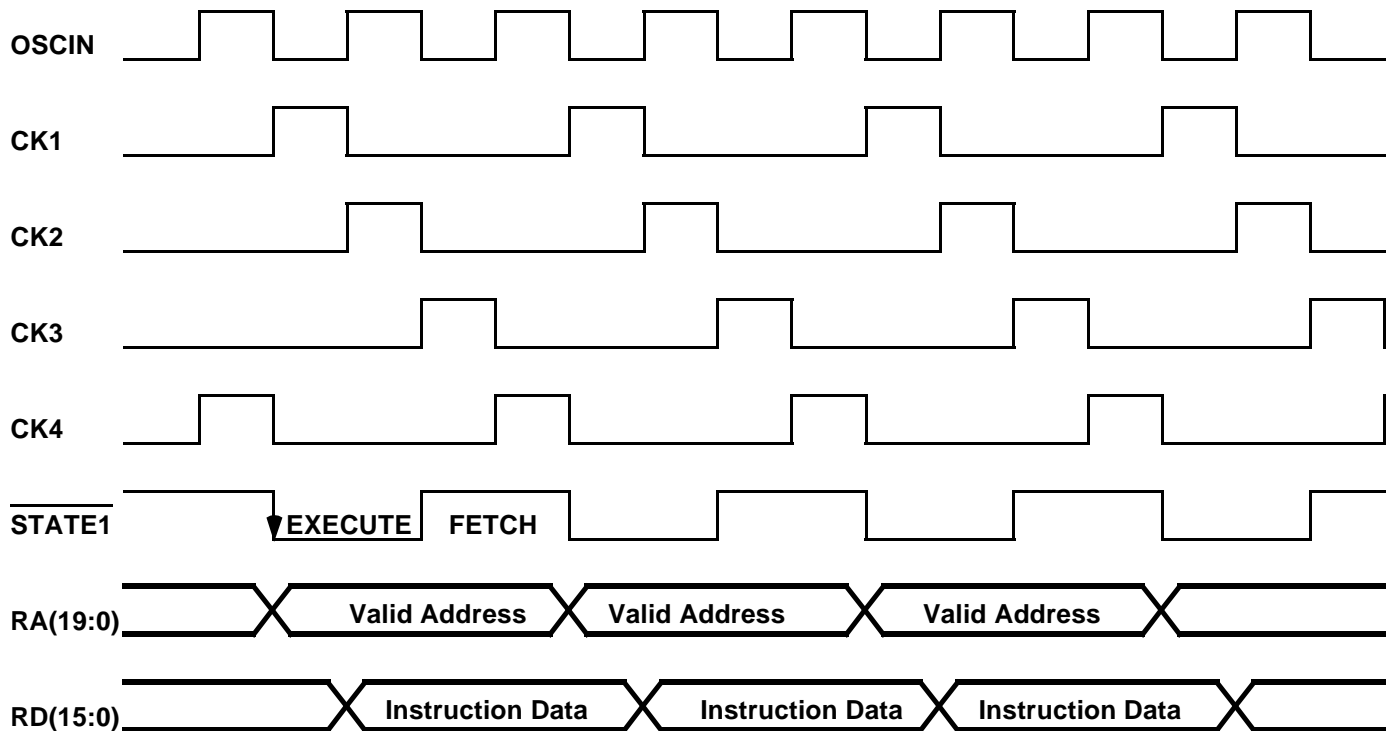 OSCIN
CK1
CK2
CK3
CK4
STATE1 EXECUTE FETCH
RA(19:0) Valid Address Valid Address Valid Address
RD(15:0) Instruction Data Instruction Data Instruction Data